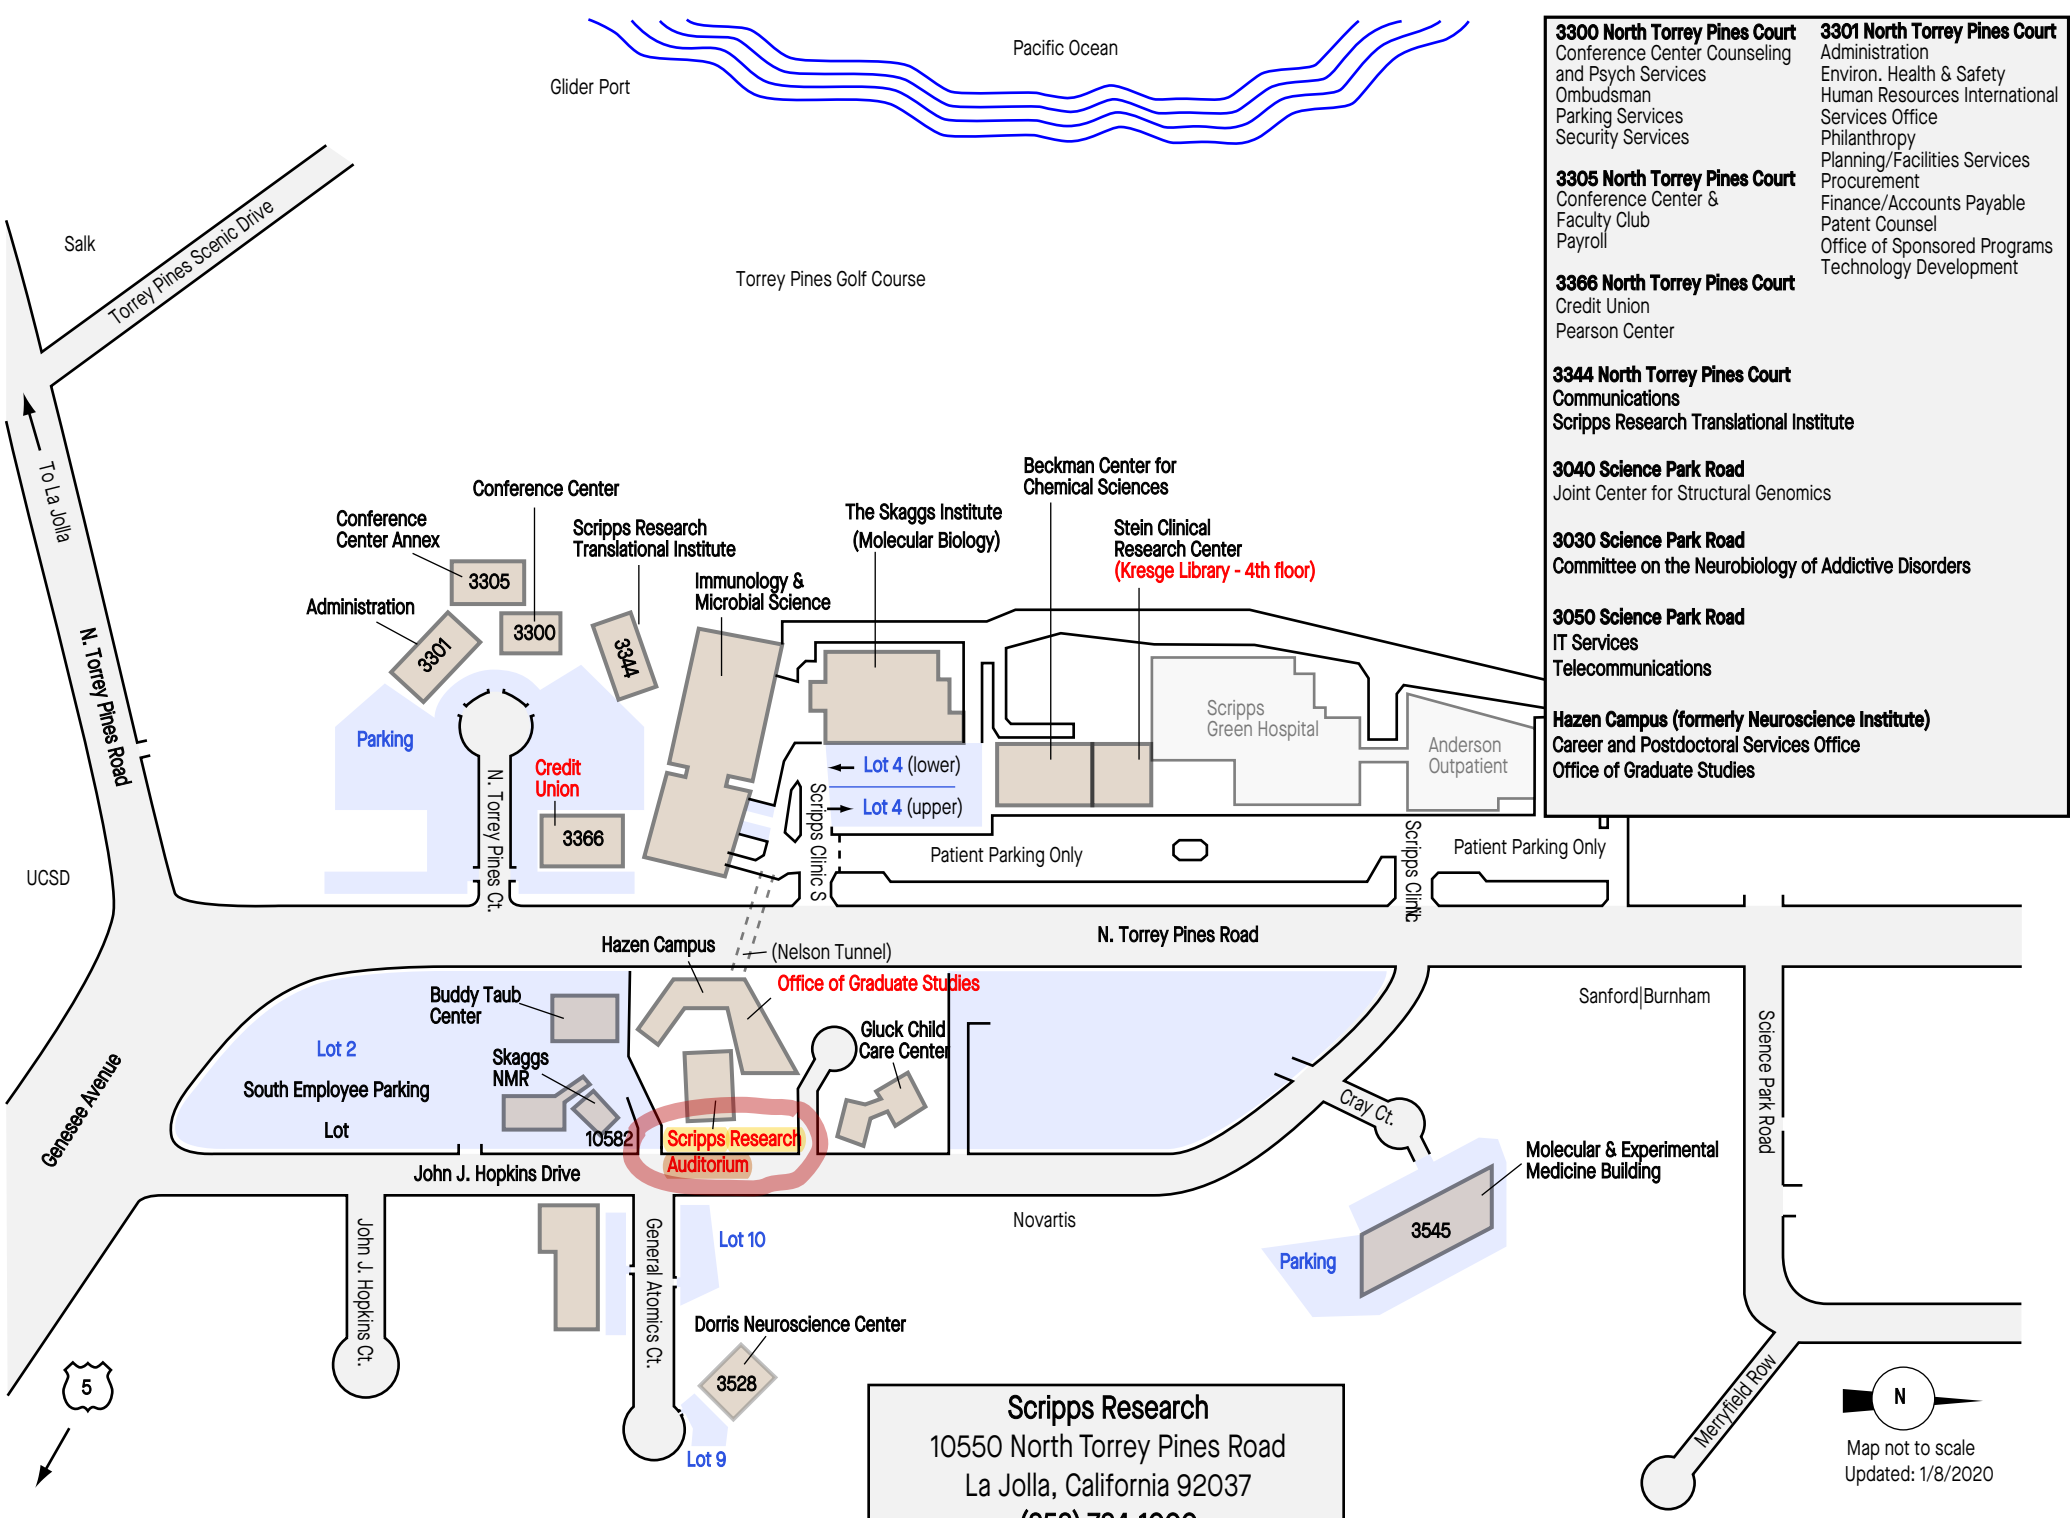 Pacific Ocean
Glider Port
Salk
Torrey Pines Scenic Drive
Torrey Pines Golf Course
To La Jolla
N. Torrey Pines Road
UCSD
Conference Center
Conference
Center Annex
Administration
Scripps Research
Translational Institute
Immunology &
Microbial Science
The Skaggs Institute
(Molecular Biology)
Beckman Center for
Chemical Sciences
Stein Clinical
Research Center
(Kresge Library - 4th floor)
3305
3300
3301
3344
Parking
Credit
Union
3366
N. Torrey Pines Ct.
Lot 4 (lower)
Lot 4 (upper)
Scripps Clinic S
Scripps
Green Hospital
Anderson
Outpatient
Patient Parking Only
Scripps Clinic
Patient Parking Only
N. Torrey Pines Road
Hazen Campus
(Nelson Tunnel)
Office of Graduate Studies
Buddy Taub
Center
Lot 2
South Employee Parking
Lot
Skaggs
NMR
10582
Gluck Child
Care Center
Scripps Research
Auditorium
Genesee Avenue
John J. Hopkins Drive
John J. Hopkins Ct.
General Atomics Ct.
Lot 10
Novartis
Dorris Neuroscience Center
3528
Lot 9
5
Sanford|Burnham
Science Park Road
Cray Ct.
Molecular & Experimental
Medicine Building
3545
Parking
Merryfield Row
N
Map not to scale
Updated: 1/8/2020
Scripps Research
10550 North Torrey Pines Road
La Jolla, California 92037
3300 North Torrey Pines Court
Conference Center Counseling
and Psych Services
Ombudsman
Parking Services
Security Services
3305 North Torrey Pines Court
Conference Center &
Faculty Club
Payroll
3366 North Torrey Pines Court
Credit Union
Pearson Center
3344 North Torrey Pines Court
Communications
Scripps Research Translational Institute
3040 Science Park Road
Joint Center for Structural Genomics
3030 Science Park Road
Committee on the Neurobiology of Addictive Disorders
3050 Science Park Road
IT Services
Telecommunications
Hazen Campus (formerly Neuroscience Institute)
Career and Postdoctoral Services Office
Office of Graduate Studies
3301 North Torrey Pines Court
Administration
Environ. Health & Safety
Human Resources International
Services Office
Philanthropy
Planning/Facilities Services
Procurement
Finance/Accounts Payable
Patent Counsel
Office of Sponsored Programs
Technology Development